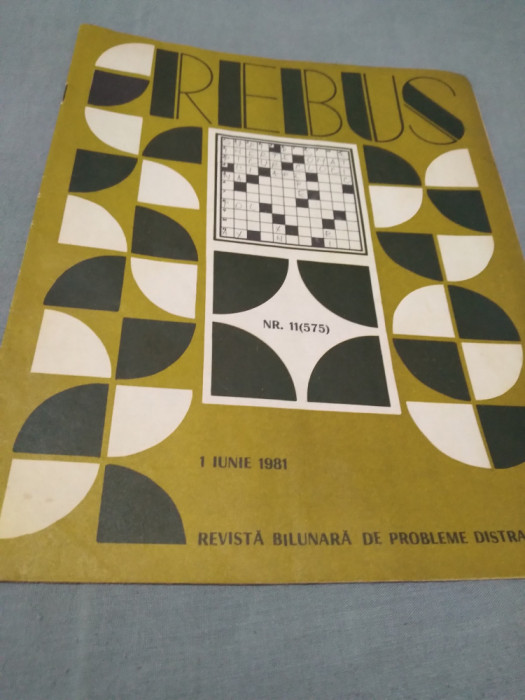 REBUS
NR. 11(575)
1 IUNIE 1981
REVISTĂ BILUNARĂ DE PROBLEME DISTRA